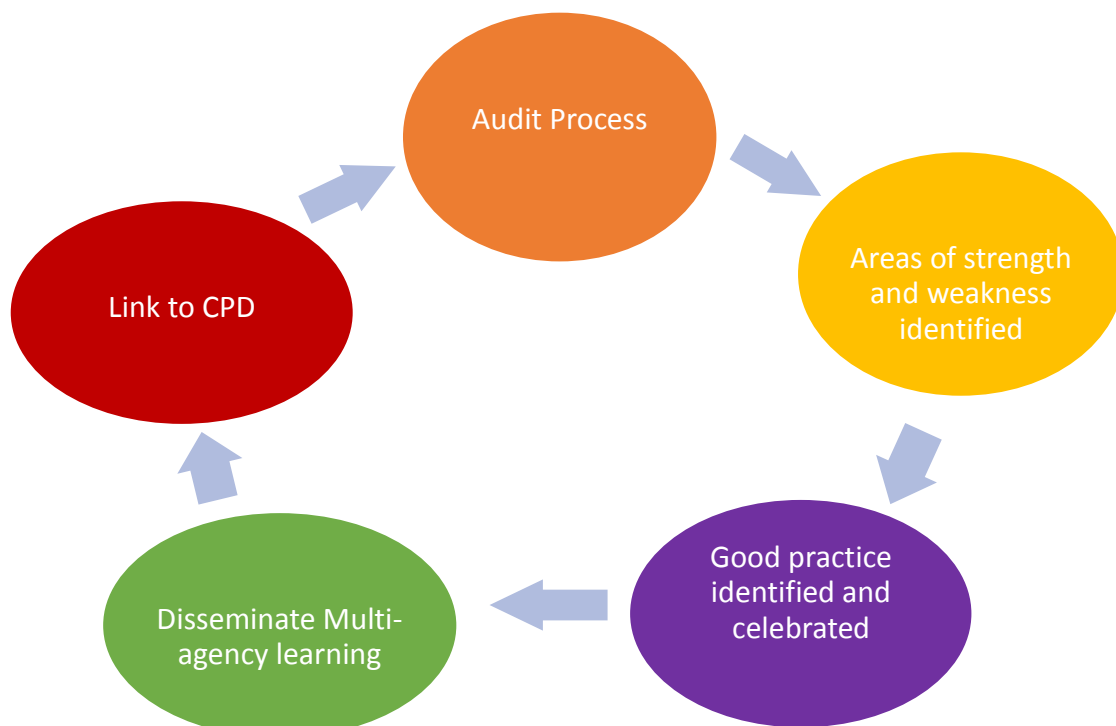 Audit Process
Areas of strength
and weakness
identified
Good practice
identified and
celebrated
Disseminate Multi-
agency learning
Link to CPD